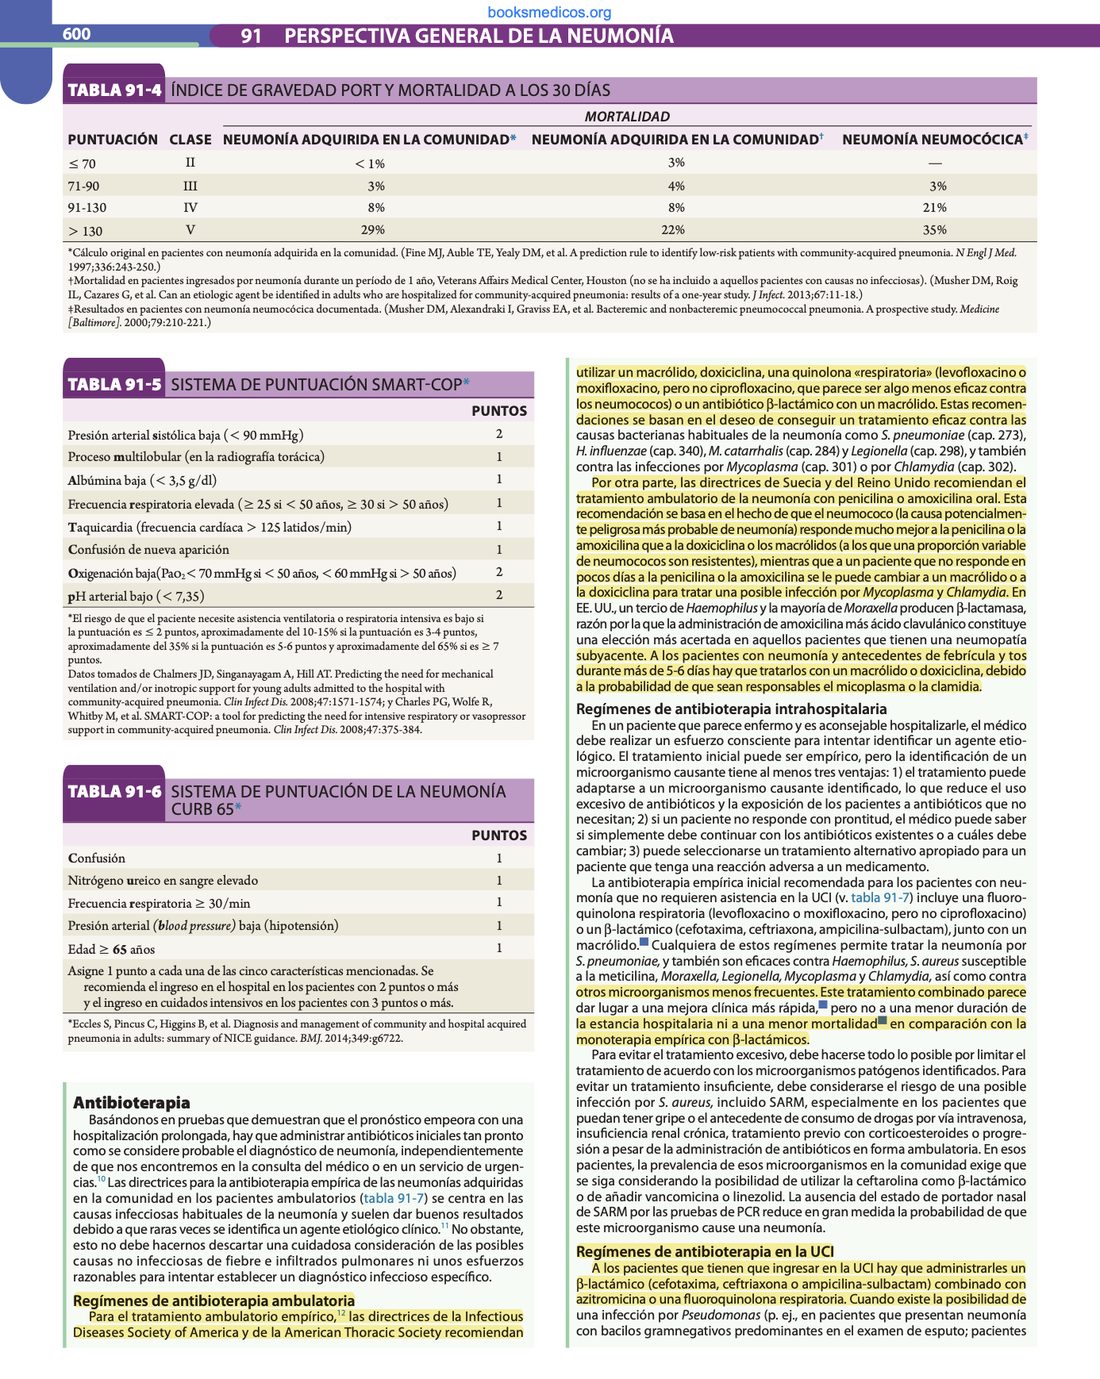 booksmedicos.org
600
91 PERSPECTIVA GENERAL DE LA NEUMONÍA
TABLA 91-4 ÍNDICE DE GRAVEDAD PORT Y MORTALIDAD A LOS 30 DÍAS
MORTALIDAD
PUNTUACIÓN CLASE NEUMONÍA ADQUIRIDA EN LA COMUNIDAD* NEUMONÍA ADQUIRIDA EN LA COMUNIDAD† NEUMONÍA NEUMOCÓCICA‡
≤ 70 II < 1% 3% —
71-90 III 3% 4% 3%
91-130 IV 8% 8% 21%
> 130 V 29% 22% 35%
*Cálculo original en pacientes con neumonía adquirida en la comunidad. (Fine MJ, Auble TE, Yealy DM, et al. A prediction rule to identify low-risk patients with community-acquired pneumonia. N Engl J Med.
1997;336:243-250.)
†Mortalidad en pacientes ingresados por neumonía durante un período de 1 año, Veterans Affairs Medical Center, Houston (no se ha incluido a aquellos pacientes con causas no infecciosas). (Musher DM, Roig
IL, Cazares G, et al. Can an etiologic agent be identified in adults who are hospitalized for community-acquired pneumonia: results of a one-year study. J Infect. 2013;67:11-18.)
‡Resultados en pacientes con neumonía neumocócica documentada. (Musher DM, Alexandraki I, Graviss EA, et al. Bacteremic and nonbacteremic pneumococcal pneumonia. A prospective study. Medicine
[Baltimore]. 2000;79:210-221.)
TABLA 91-5 SISTEMA DE PUNTUACIÓN SMART-COP*
PUNTOS
Presión arterial sistólica baja (< 90 mmHg) 2
Proceso multilobular (en la radiografía torácica) 1
Albúmina baja (< 3,5 g/dl) 1
Frecuencia respiratoria elevada (≥ 25 si < 50 años, ≥ 30 si > 50 años) 1
Taquicardia (frecuencia cardíaca > 125 latidos/min) 1
Confusión de nueva aparición 1
Oxigenación baja(PaO₂ < 70 mmHg si < 50 años, < 60 mmHg si > 50 años) 2
pH arterial bajo (< 7,35) 2
*El riesgo de que el paciente necesite asistencia ventilatoria o respiratoria intensiva es bajo si
la puntuación es ≤ 2 puntos, aproximadamente del 10-15% si la puntuación es 3-4 puntos,
aproximadamente del 35% si la puntuación es 5-6 puntos y aproximadamente del 65% si es ≥ 7
puntos.
Datos tomados de Chalmers JD, Singanayagam A, Hill AT. Predicting the need for mechanical
ventilation and/or inotropic support for young adults admitted to the hospital with
community-acquired pneumonia. Clin Infect Dis. 2008;47:1571-1574; y Charles PG, Wolfe R,
Whitby M, et al. SMART-COP: a tool for predicting the need for intensive respiratory or vasopressor
support in community-acquired pneumonia. Clin Infect Dis. 2008;47:375-384.
TABLA 91-6 SISTEMA DE PUNTUACIÓN DE LA NEUMONÍA
CURB 65*
PUNTOS
Confusión 1
Nitrógeno ureico en sangre elevado 1
Frecuencia respiratoria ≥ 30/min 1
Presión arterial (blood pressure) baja (hipotensión) 1
Edad ≥ 65 años 1
Asigne 1 punto a cada una de las cinco características mencionadas. Se
recomienda el ingreso en el hospital en los pacientes con 2 puntos o más
y el ingreso en cuidados intensivos en los pacientes con 3 puntos o más.
*Eccles S, Pincus C, Higgins B, et al. Diagnosis and management of community and hospital acquired
pneumonia in adults: summary of NICE guidance. BMJ. 2014;349:g6722.
Antibioterapia
Basándonos en pruebas que demuestran que el pronóstico empeora con una
hospitalización prolongada, hay que administrar antibióticos iniciales tan pronto
como se considere probable el diagnóstico de neumonía, independientemente
de que nos encontremos en la consulta del médico o en un servicio de urgen-
cias.10 Las directrices para la antibioterapia empírica de las neumonías adquiridas
en la comunidad en los pacientes ambulatorios (tabla 91-7) se centra en las
causas infecciosas habituales de la neumonía y suelen dar buenos resultados
debido a que raras veces se identifica un agente etiológico clínico.11 No obstante,
esto no debe hacernos descartar una cuidadosa consideración de las posibles
causas no infecciosas de fiebre e infiltrados pulmonares ni unos esfuerzos
razonables para intentar establecer un diagnóstico infeccioso específico.
Regímenes de antibioterapia ambulatoria
Para el tratamiento ambulatorio empírico,12 las directrices de la Infectious
Diseases Society of America y de la American Thoracic Society recomiendan
utilizar un macrólido, doxiciclina, una quinolona «respiratoria» (levofloxacino o
moxifloxacino, pero no ciprofloxacino, que parece ser algo menos eficaz contra
los neumococos) o un antibiótico β-lactámico con un macrólido. Estas recomen-
daciones se basan en el deseo de conseguir un tratamiento eficaz contra las
causas bacterianas habituales de la neumonía como S. pneumoniae (cap. 273),
H. influenzae (cap. 340), M. catarrhalis (cap. 284) y Legionella (cap. 298), y también
contra las infecciones por Mycoplasma (cap. 301) o por Chlamydia (cap. 302).
Por otra parte, las directrices de Suecia y del Reino Unido recomiendan el
tratamiento ambulatorio de la neumonía con penicilina o amoxicilina oral. Esta
recomendación se basa en el hecho de que el neumococo (la causa potencialmen-
te peligrosa más probable de neumonía) responde mucho mejor a la penicilina o la
amoxicilina que a la doxiciclina o los macrólidos (a los que una proporción variable
de neumococos son resistentes), mientras que a un paciente que no responde en
pocos días a la penicilina o la amoxicilina se le puede cambiar a un macrólido o a
la doxiciclina para tratar una posible infección por Mycoplasma y Chlamydia. En
EE. UU., un tercio de Haemophilus y la mayoría de Moraxella producen β-lactamasa,
razón por la que la administración de amoxicilina más ácido clavulánico constituye
una elección más acertada en aquellos pacientes que tienen una neumopatía
subyacente. A los pacientes con neumonía y antecedentes de febrícula y tos
durante más de 5-6 días hay que tratarlos con un macrólido o doxiciclina, debido
a la probabilidad de que sean responsables el micoplasma o la clamidia.
Regímenes de antibioterapia intrahospitalaria
En un paciente que parece enfermo y es aconsejable hospitalizarle, el médico
debe realizar un esfuerzo consciente para intentar identificar un agente etio-
lógico. El tratamiento inicial puede ser empírico, pero la identificación de un
microorganismo causante tiene al menos tres ventajas: 1) el tratamiento puede
adaptarse a un microorganismo causante identificado, lo que reduce el uso
excesivo de antibióticos y la exposición de los pacientes a antibióticos que no
necesitan; 2) si un paciente no responde con prontitud, el médico puede saber
si simplemente debe continuar con los antibióticos existentes o a cuáles debe
cambiar; 3) puede seleccionarse un tratamiento alternativo apropiado para un
paciente que tenga una reacción adversa a un medicamento.
La antibioterapia empírica inicial recomendada para los pacientes con neu-
monía que no requieren asistencia en la UCI (v. tabla 91-7) incluye una fluoro-
quinolona respiratoria (levofloxacino o moxifloxacino, pero no ciprofloxacino)
o un β-lactámico (cefotaxima, ceftriaxona, ampicilina-sulbactam), junto con un
macrólido. Cualquiera de estos regímenes permite tratar la neumonía por
S. pneumoniae, y también son eficaces contra Haemophilus, S. aureus susceptible
a la meticilina, Moraxella, Legionella, Mycoplasma y Chlamydia, así como contra
otros microorganismos menos frecuentes. Este tratamiento combinado parece
dar lugar a una mejora clínica más rápida, pero no a una menor duración de
la estancia hospitalaria ni a una menor mortalidad en comparación con la
monoterapia empírica con β-lactámicos.
Para evitar el tratamiento excesivo, debe hacerse todo lo posible por limitar el
tratamiento de acuerdo con los microorganismos patógenos identificados. Para
evitar un tratamiento insuficiente, debe considerarse el riesgo de una posible
infección por S. aureus, incluido SARM, especialmente en los pacientes que
puedan tener gripe o el antecedente de consumo de drogas por vía intravenosa,
insuficiencia renal crónica, tratamiento previo con corticoesteroides o progre-
sión a pesar de la administración de antibióticos en forma ambulatoria. En esos
pacientes, la prevalencia de esos microorganismos en la comunidad exige que
se siga considerando la posibilidad de utilizar la ceftarolina como β-lactámico
o de añadir vancomicina o linezolid. La ausencia del estado de portador nasal
de SARM por las pruebas de PCR reduce en gran medida la probabilidad de que
este microorganismo cause una neumonía.
Regímenes de antibioterapia en la UCI
A los pacientes que tienen que ingresar en la UCI hay que administrarles un
β-lactámico (cefotaxima, ceftriaxona o ampicilina-sulbactam) combinado con
azitromicina o una fluoroquinolona respiratoria. Cuando existe la posibilidad de
una infección por Pseudomonas (p. ej., en pacientes que presentan neumonía
con bacilos gramnegativos predominantes en el examen de esputo; pacientes